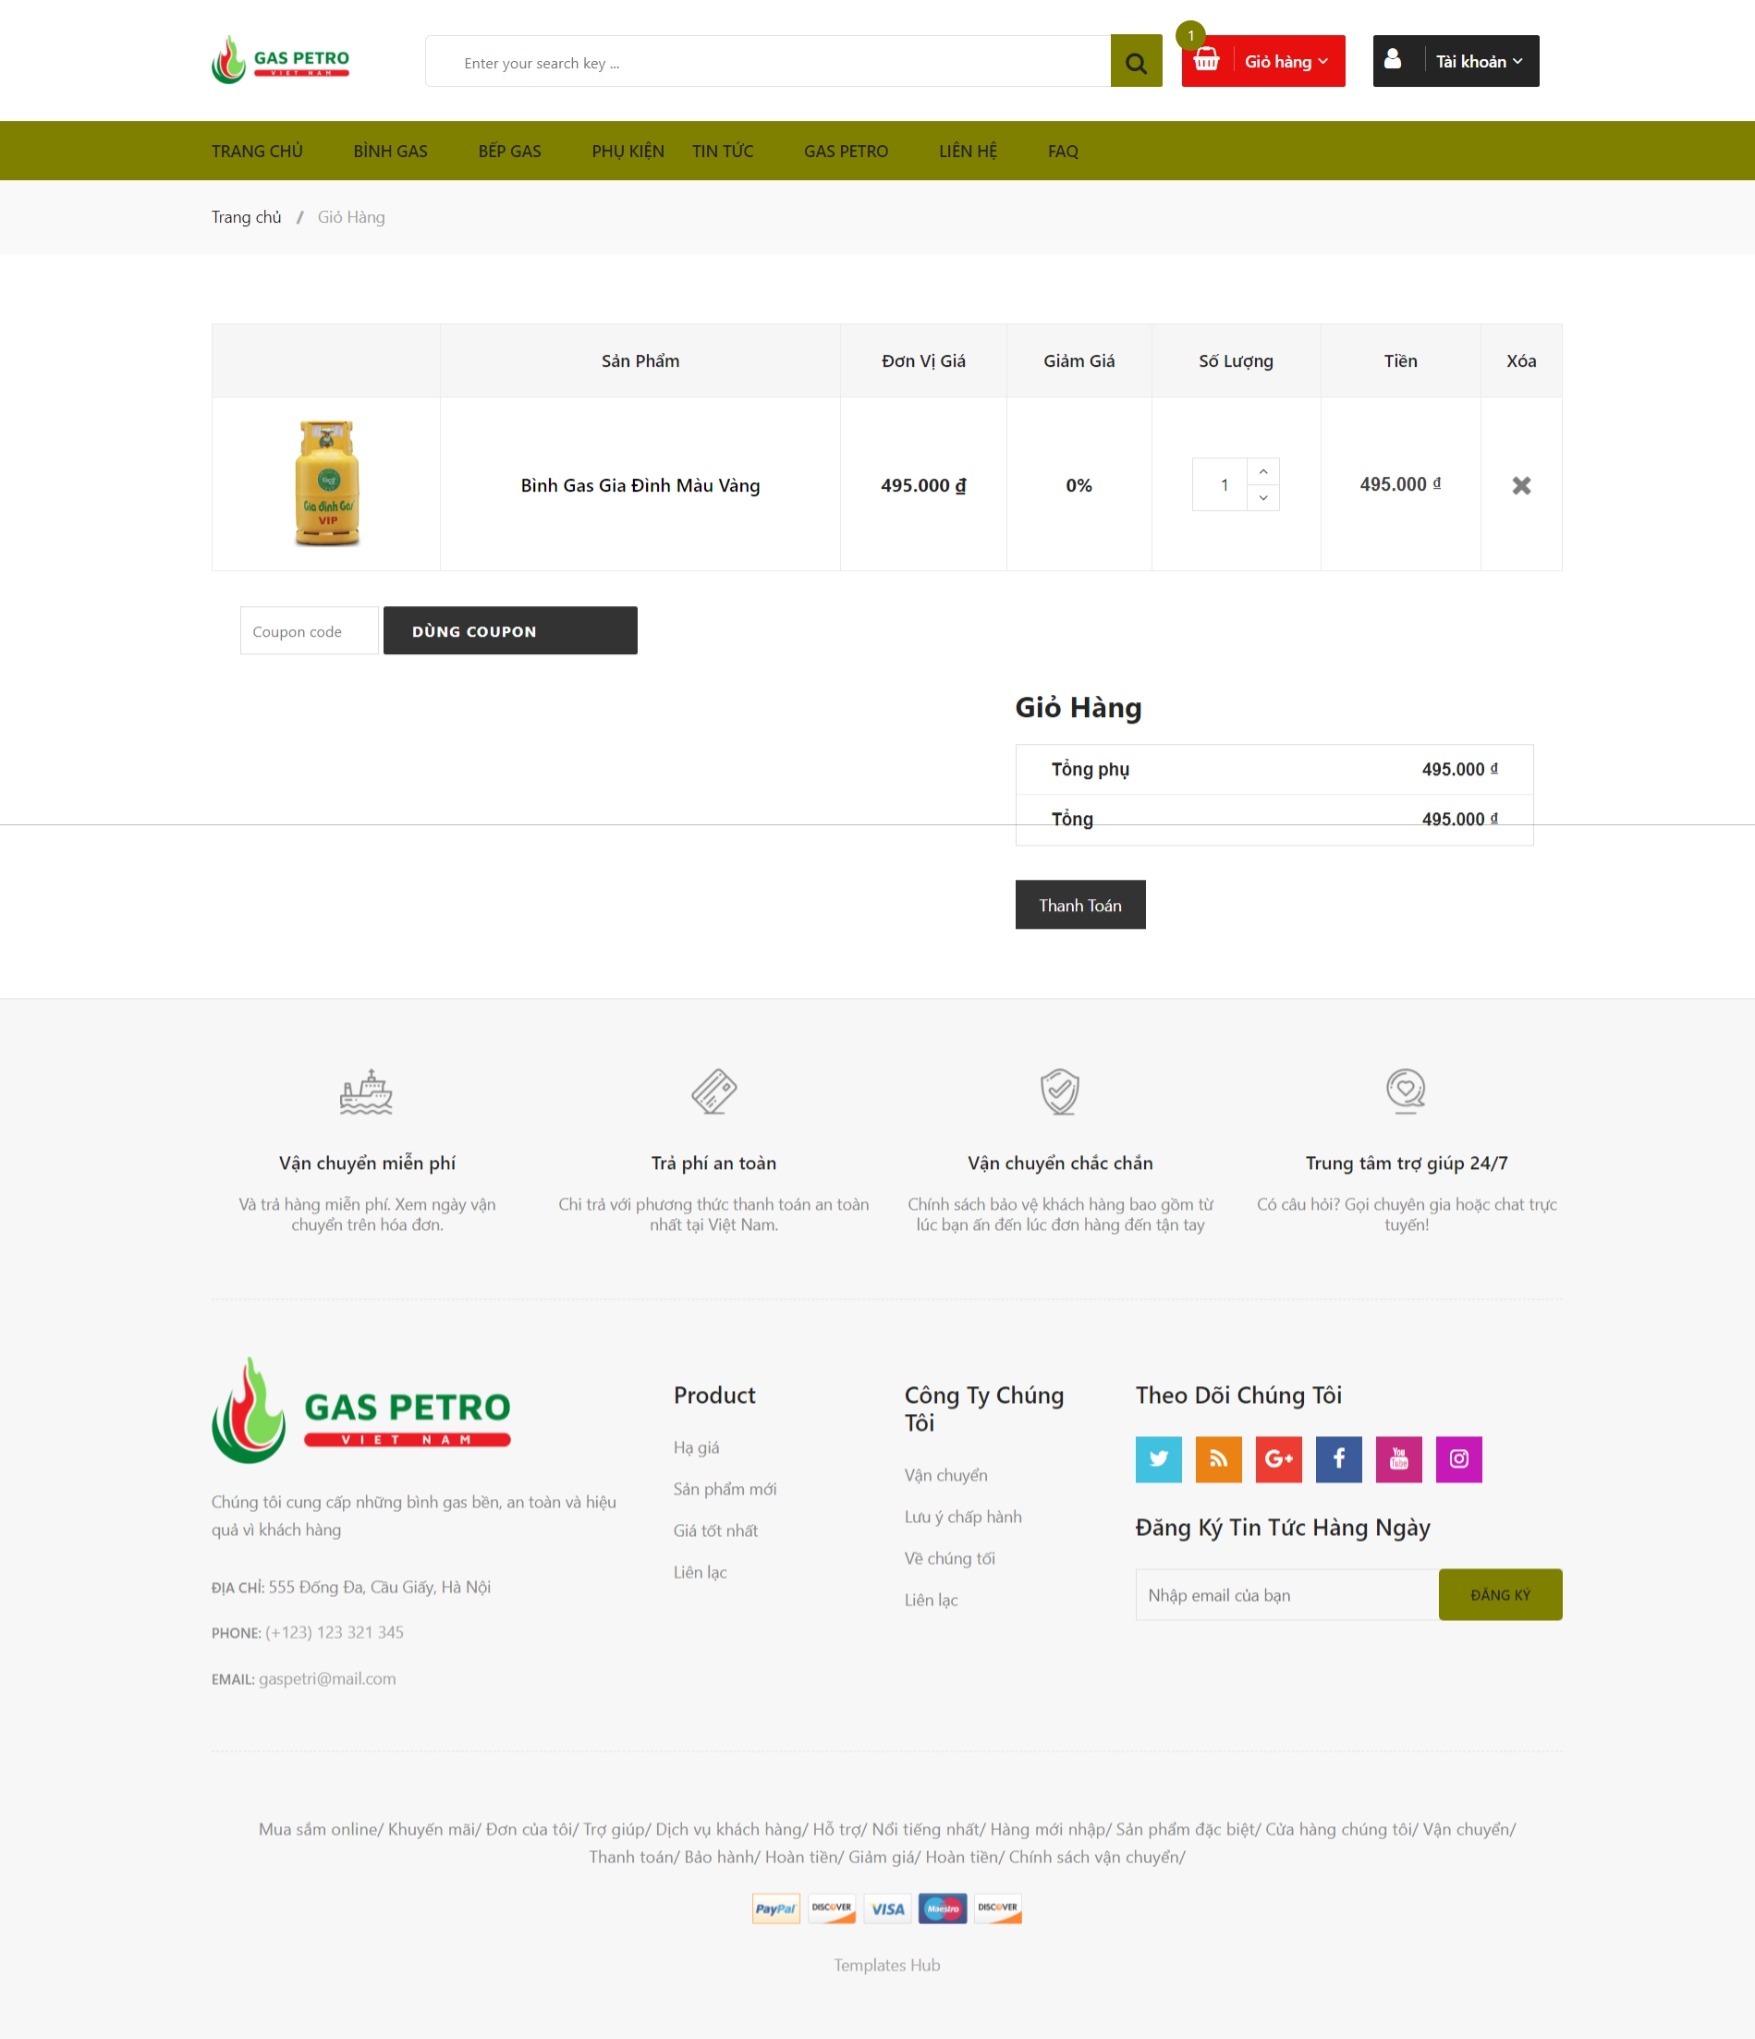 GAS PETRO
VIET NAM
Enter your search key ...
1
Giỏ hàng
Tài khoản
TRANG CHỦ BÌNH GAS BẾP GAS PHỤ KIỆN TIN TỨC GAS PETRO LIÊN HỆ FAQ
Trang chủ / Giỏ Hàng
Sản Phẩm Đơn Vị Giá Giảm Giá Số Lượng Tiền Xóa
Gia đình Gas
VIP
Bình Gas Gia Đình Màu Vàng 495.000 ₫ 0% 1 495.000 ₫
Coupon code DÙNG COUPON
Giỏ Hàng
Tổng phụ 495.000 ₫
Tổng 495.000 ₫
Thanh Toán
Vận chuyển miễn phí
Và trả hàng miễn phí. Xem ngày vận
chuyển trên hóa đơn.
Trả phí an toàn
Chi trả với phương thức thanh toán an toàn
nhất tại Việt Nam.
Vận chuyển chắc chắn
Chính sách bảo vệ khách hàng bao gồm từ
lúc bạn ấn đến lúc đơn hàng đến tận tay
Trung tâm trợ giúp 24/7
Có câu hỏi? Gọi chuyên gia hoặc chat trực
tuyến!
GAS PETRO
VIET NAM
Chúng tôi cung cấp những bình gas bền, an toàn và hiệu
quả vì khách hàng
ĐỊA CHỈ: 555 Đống Đa, Cầu Giấy, Hà Nội
PHONE: (+123) 123 321 345
EMAIL: gaspetri@mail.com
Product
Hạ giá
Sản phẩm mới
Giá tốt nhất
Liên lạc
Công Ty Chúng
Tôi
Vận chuyển
Lưu ý chấp hành
Về chúng tối
Liên lạc
Theo Dõi Chúng Tôi
G+ f You Tube
Đăng Ký Tin Tức Hàng Ngày
Nhập email của bạn ĐĂNG KÝ
Mua sắm online/ Khuyến mãi/ Đơn của tôi/ Trợ giúp/ Dịch vụ khách hàng/ Hỗ trợ/ Nổi tiếng nhất/ Hàng mới nhập/ Sản phẩm đặc biệt/ Cửa hàng chúng tôi/ Vận chuyển/
Thanh toán/ Bảo hành/ Hoàn tiền/ Giảm giá/ Hoàn tiền/ Chính sách vận chuyển/
PayPal DISCOVER VISA Maestro DISCOVER
Templates Hub